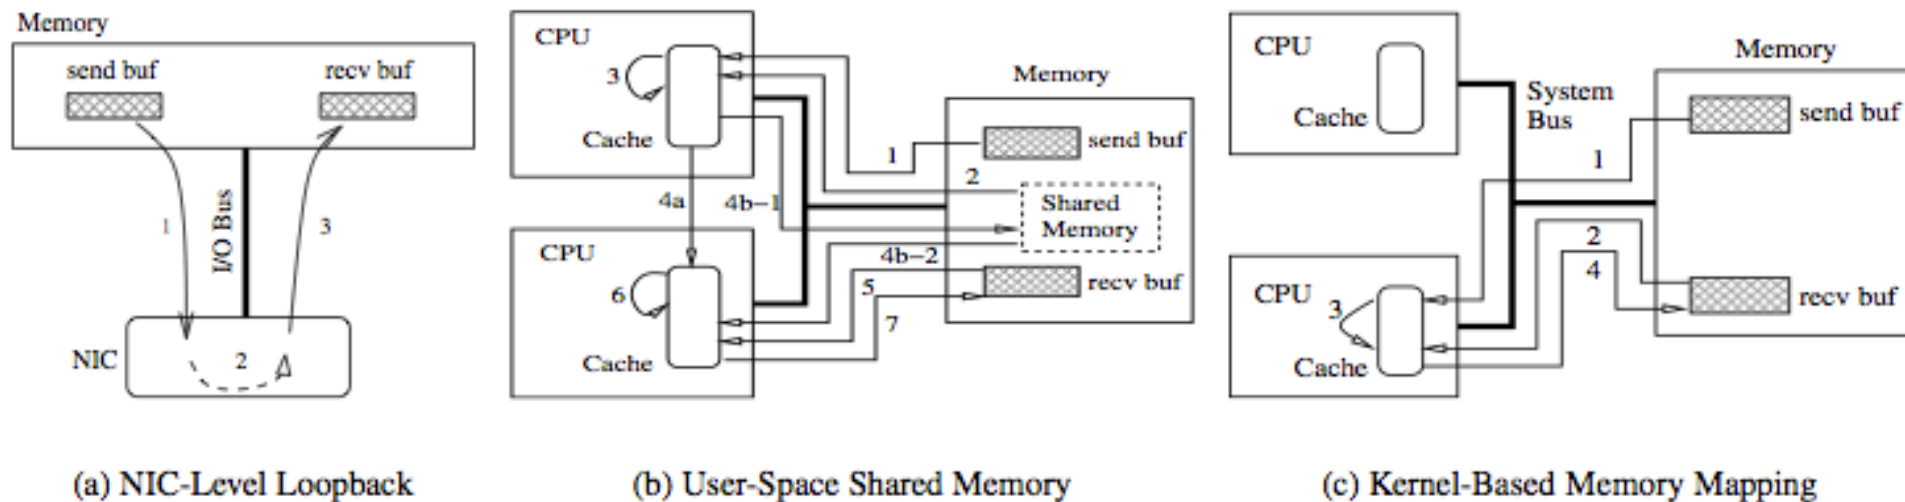 Memory
send buf
recv buf
1
I/O Bus
3
NIC
2
(a) NIC-Level Loopback
CPU
3
Cache
Memory
send buf
1
2
4a
4b−1
Shared
Memory
CPU
4b−2
recv buf
6
5
7
Cache
(b) User-Space Shared Memory
CPU
Cache
System
Bus
Memory
send buf
1
CPU
2
4
3
recv buf
Cache
(c) Kernel-Based Memory Mapping